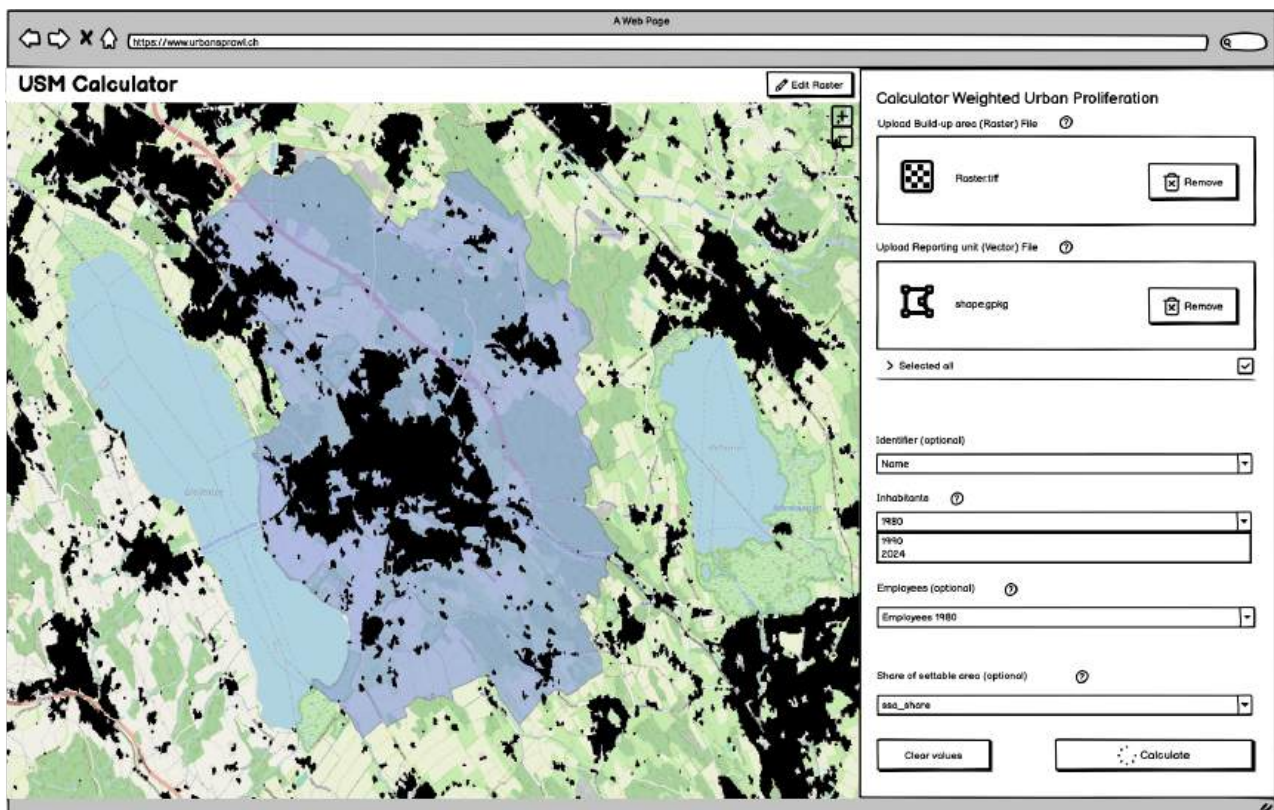 A Web Page
https://www.urbansprawl.ch
USM Calculator
Edit Raster
Calculator Weighted Urban Proliferation
Upload Build-up area (Raster) File
Raster.tiff
Remove
Upload Reporting unit (Vector) File
shape.gpkg
Remove
Selected all
Identifier (optional)
Name
Inhabitants
1980
1990
2024
Employees (optional)
Employees 1980
Share of settable area (optional)
ssa_share
Clear values
Calculate